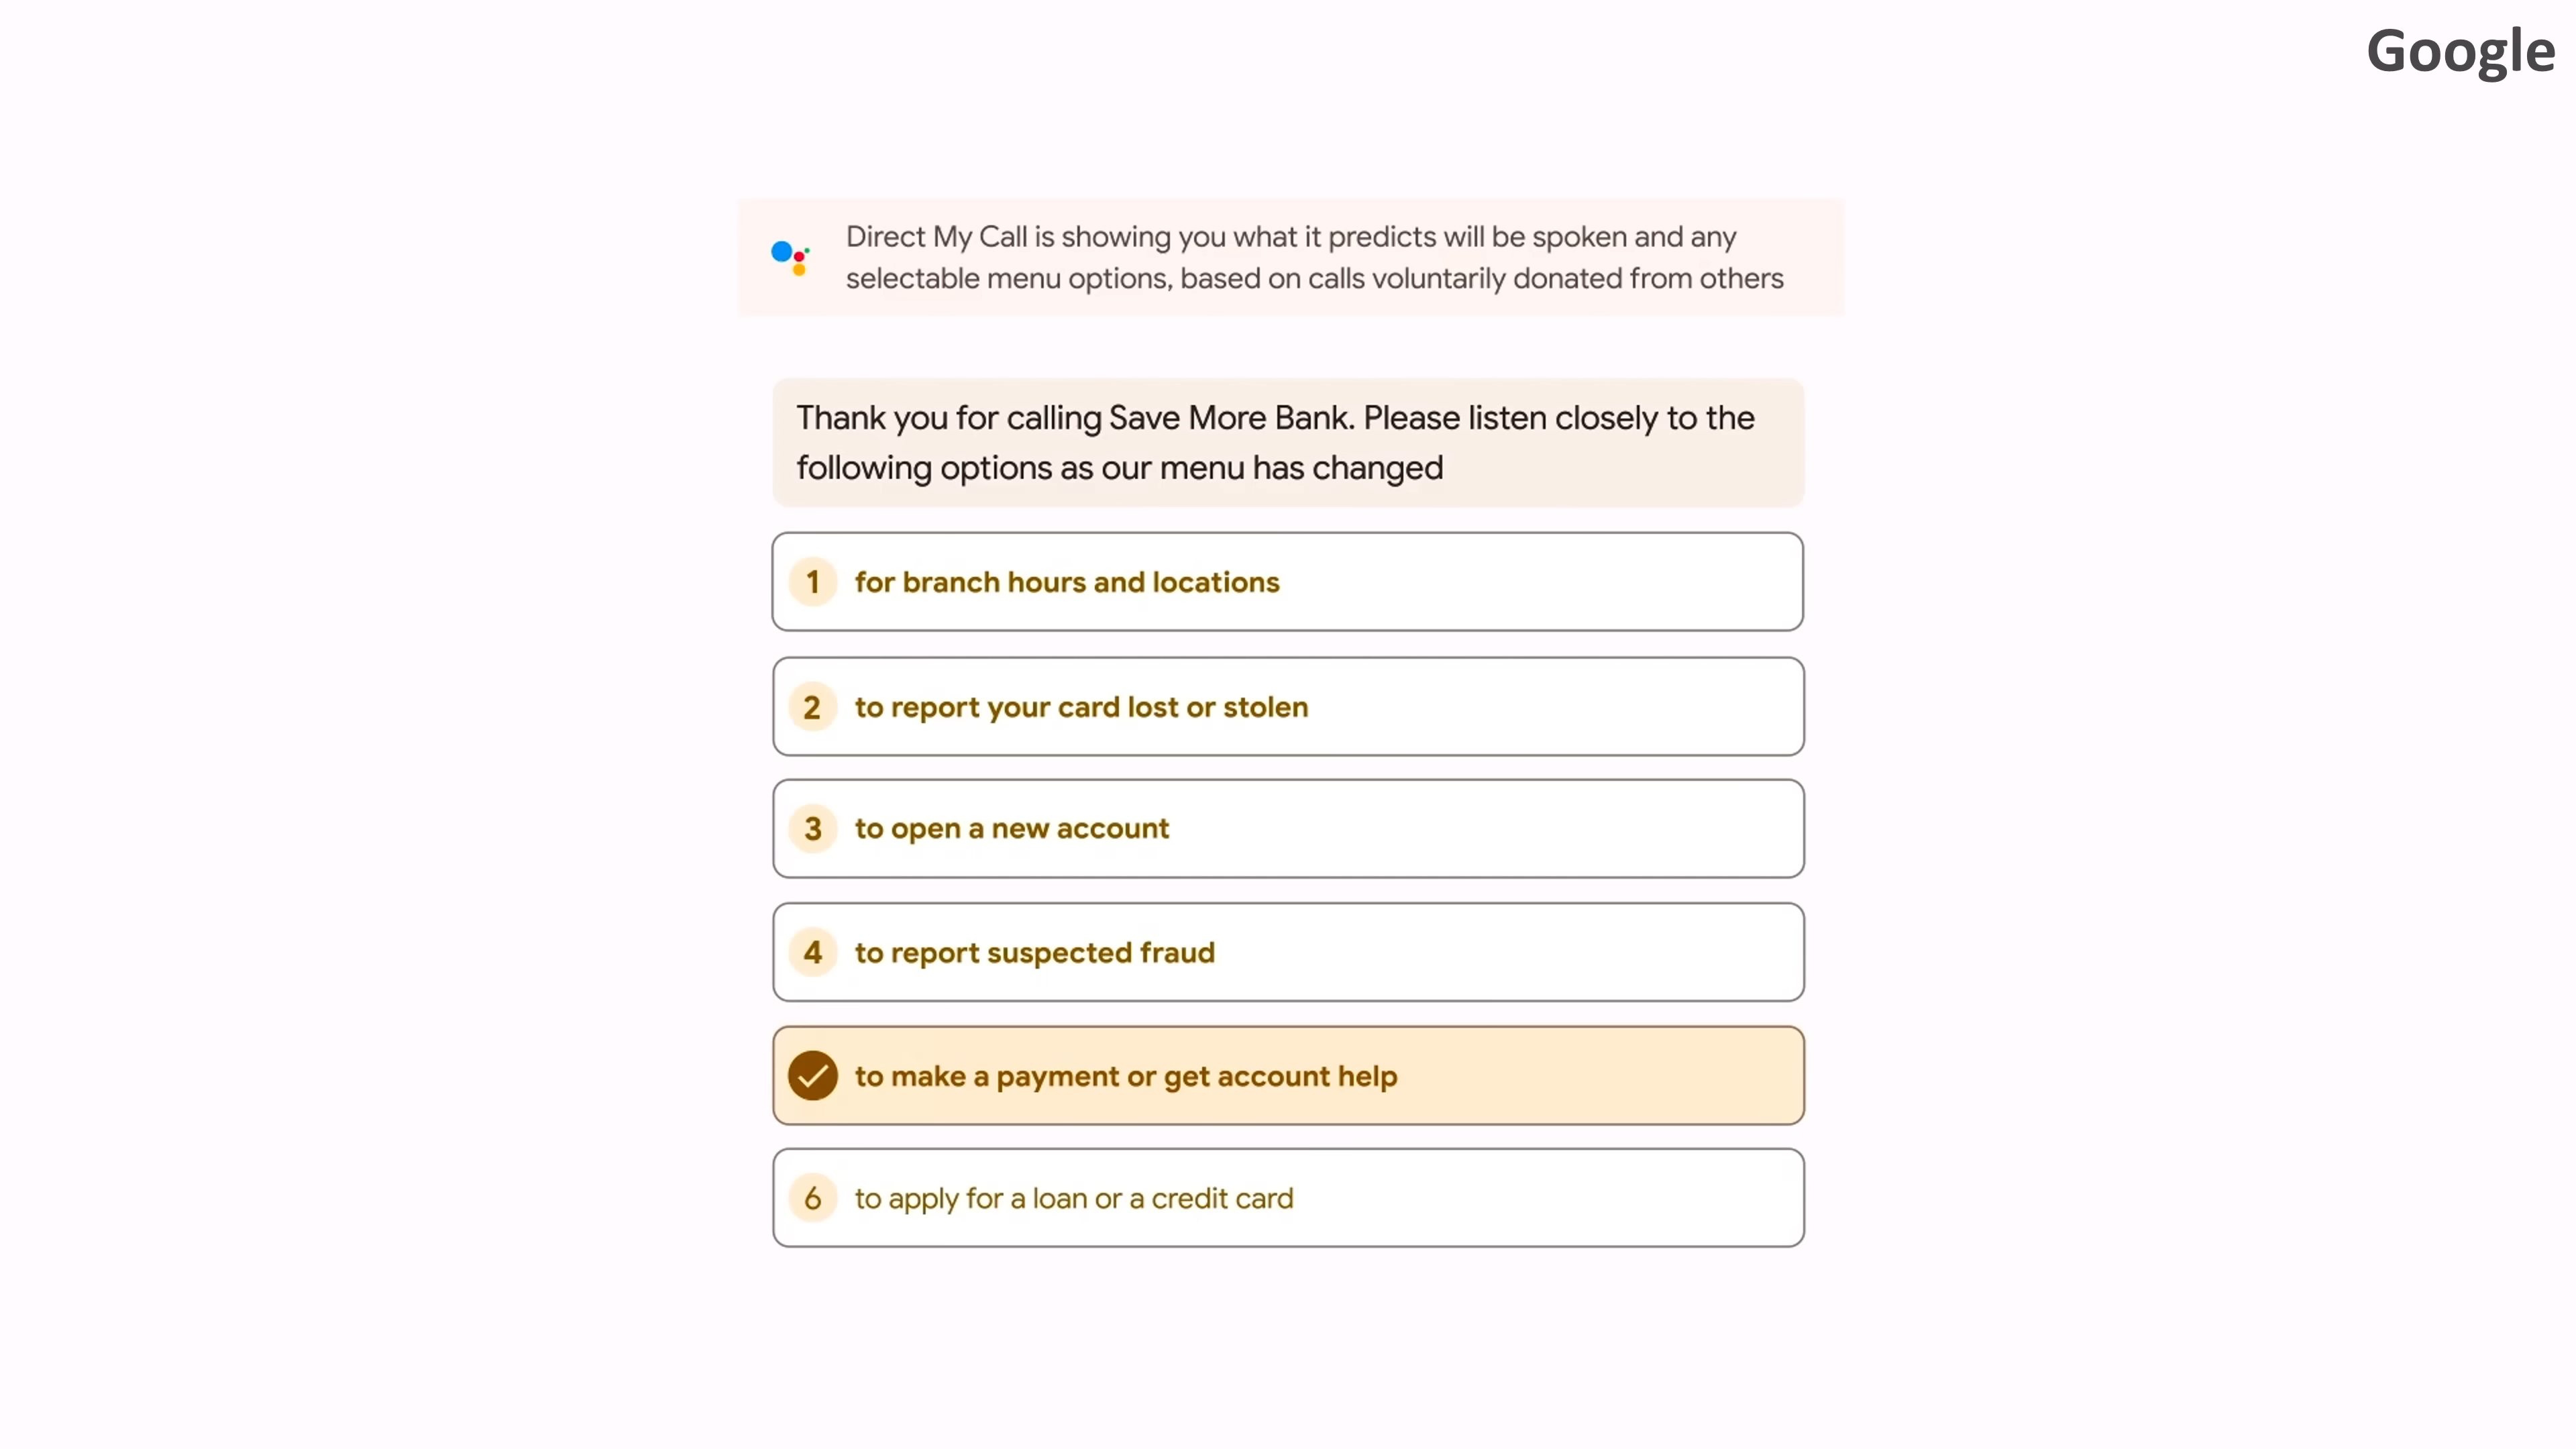 Google
Direct My Call is showing you what it predicts will be spoken and any
selectable menu options, based on calls voluntarily donated from others
Thank you for calling Save More Bank. Please listen closely to the
following options as our menu has changed
1 for branch hours and locations
2 to report your card lost or stolen
3 to open a new account
4 to report suspected fraud
to make a payment or get account help
6 to apply for a loan or a credit card